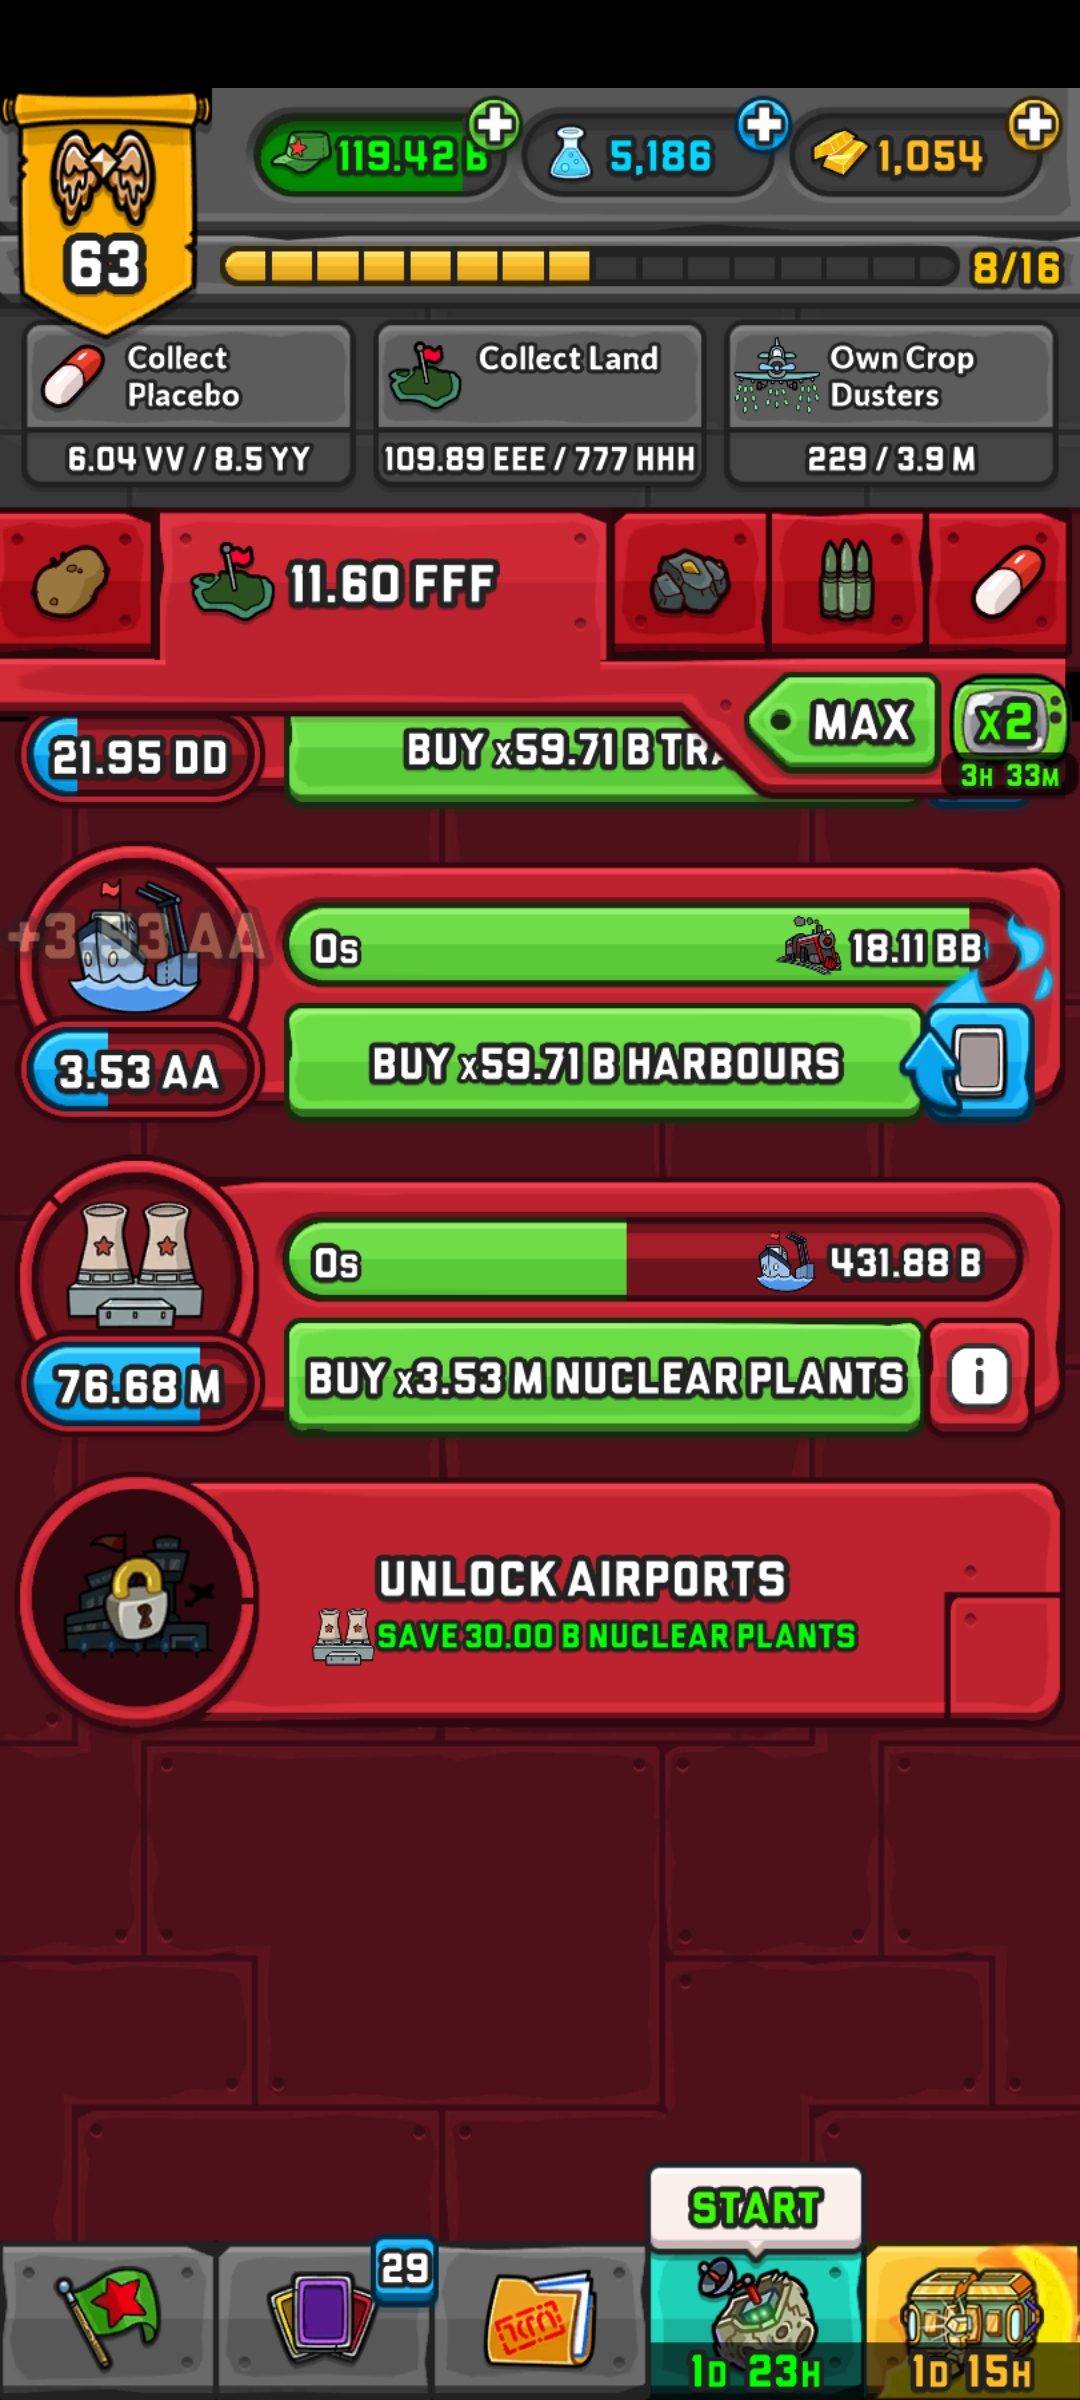 119.42 B
5,186
1,054
63
8/16
Collect
Placebo
6.04 VV / 8.5 YY
Collect Land
109.89 EEE / 777 HHH
Own Crop
Dusters
229 / 3.9 M
11.60 FFF
MAX
x2
3H 33M
21.95 DD
BUY x59.71 B
0s
18.11 BB
3.53 AA
BUY x59.71 B HARBOURS
0s
431.88 B
76.68 M
BUY x3.53 M NUCLEAR PLANTS
i
UNLOCK AIRPORTS
SAVE 30.00 B NUCLEAR PLANTS
START
29
1D 23H
1D 15H